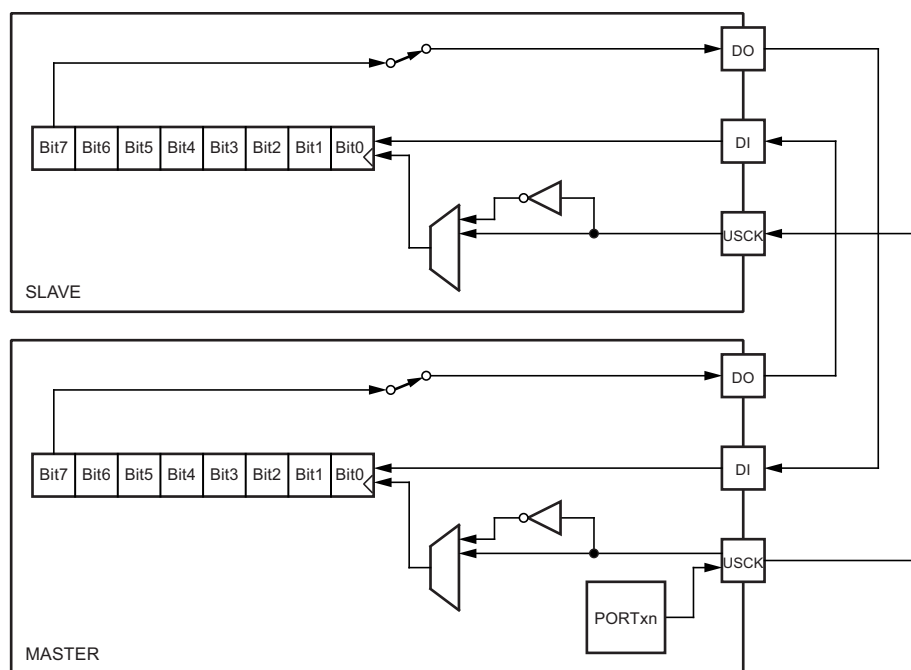 DO
Bit7 Bit6 Bit5 Bit4 Bit3 Bit2 Bit1 Bit0
DI
USCK
SLAVE
DO
Bit7 Bit6 Bit5 Bit4 Bit3 Bit2 Bit1 Bit0
DI
USCK
PORTxn
MASTER